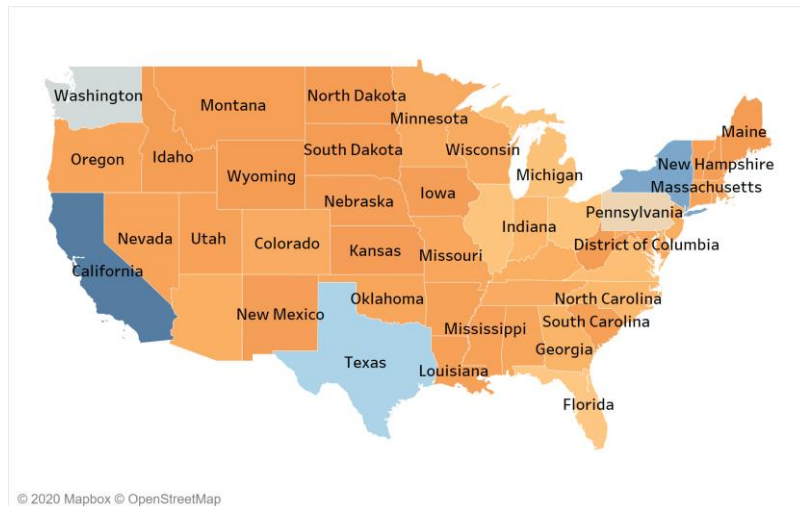 Washington
Montana
North Dakota
Minnesota
Maine
Oregon
Idaho
South Dakota
Wisconsin
Michigan
New Hampshire
Massachusetts
Wyoming
Iowa
Nebraska
Pennsylvania
Indiana
Nevada
Utah
Colorado
Kansas
Missouri
District of Columbia
California
Oklahoma
North Carolina
New Mexico
Mississippi
South Carolina
Georgia
Texas
Louisiana
Florida
© 2020 Mapbox © OpenStreetMap